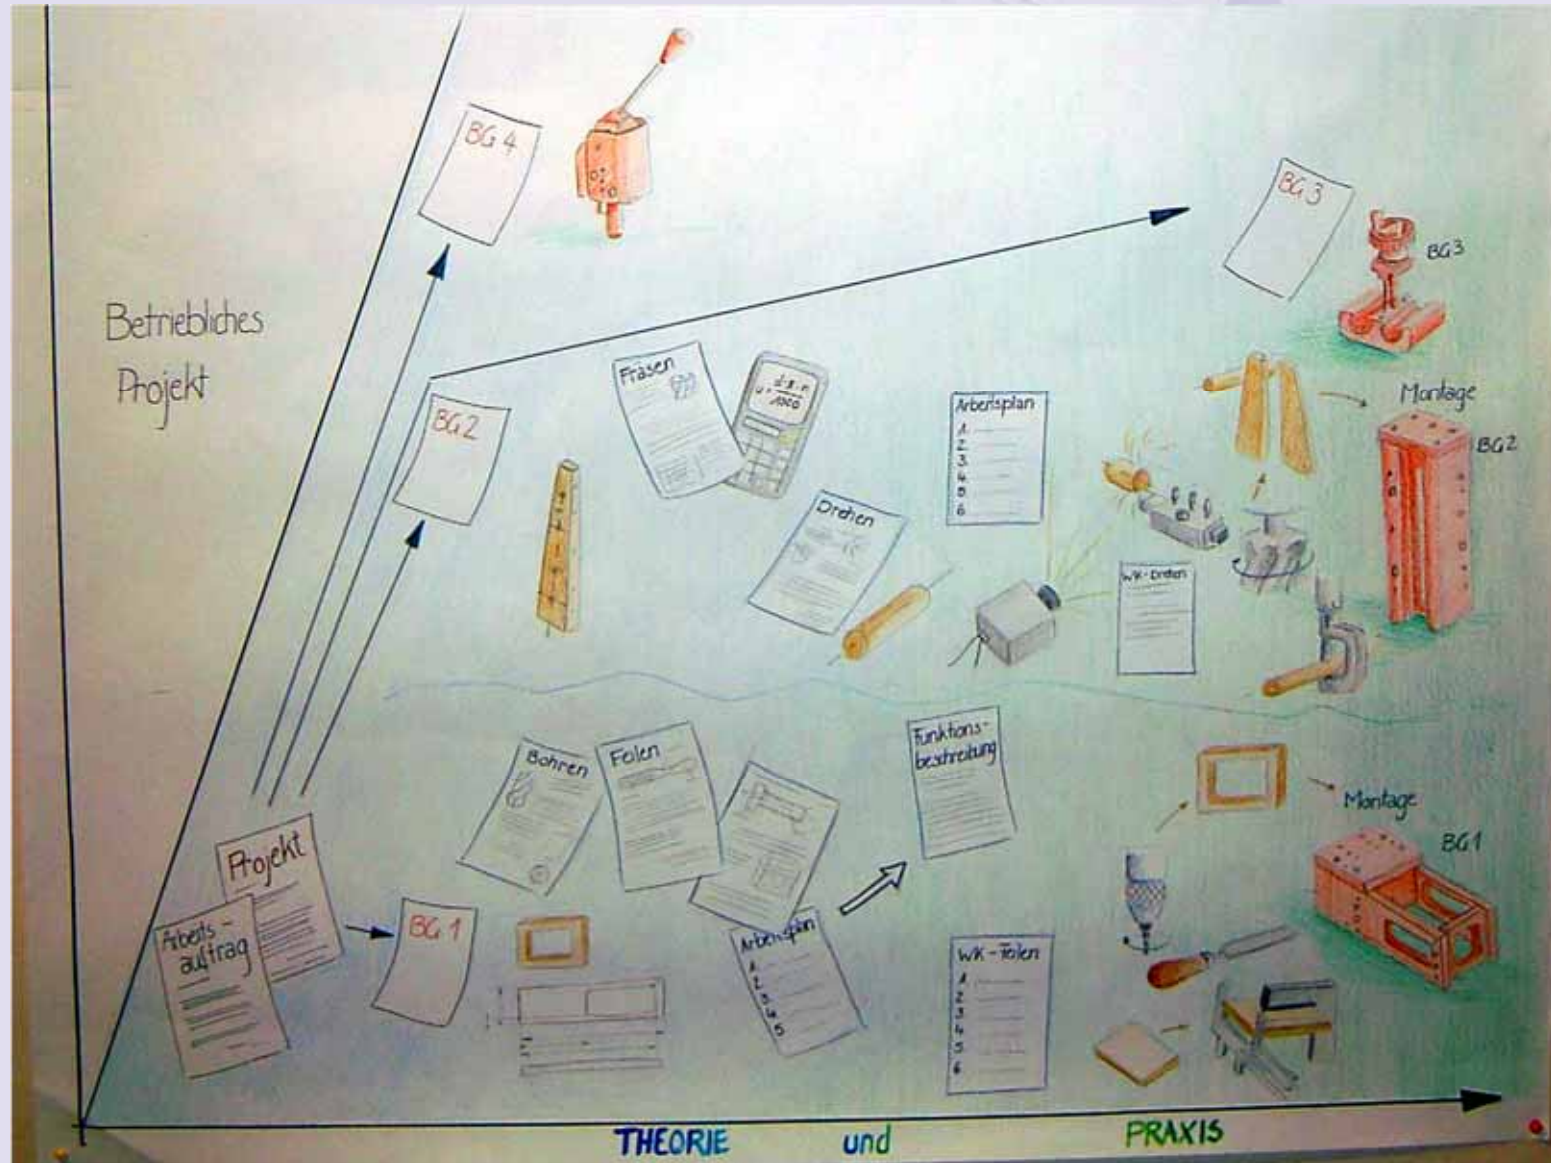 BG 4
BG 3
BG3
Betriebliches
Projekt
Fräsen
d·π·n
1000
Arbeitsplan
1
2
3
4
5
6
Montage
BG2
BG2
Drehen
WK-Drehen
Bohren
Feilen
Funktions-
beschreibung
Montage
BG1
Projekt
Arbeits-
auftrag
BG 1
Arbeitsplan
1
2
3
4
5
WK-Feilen
1
2
3
4
5
6
THEORIE und PRAXIS